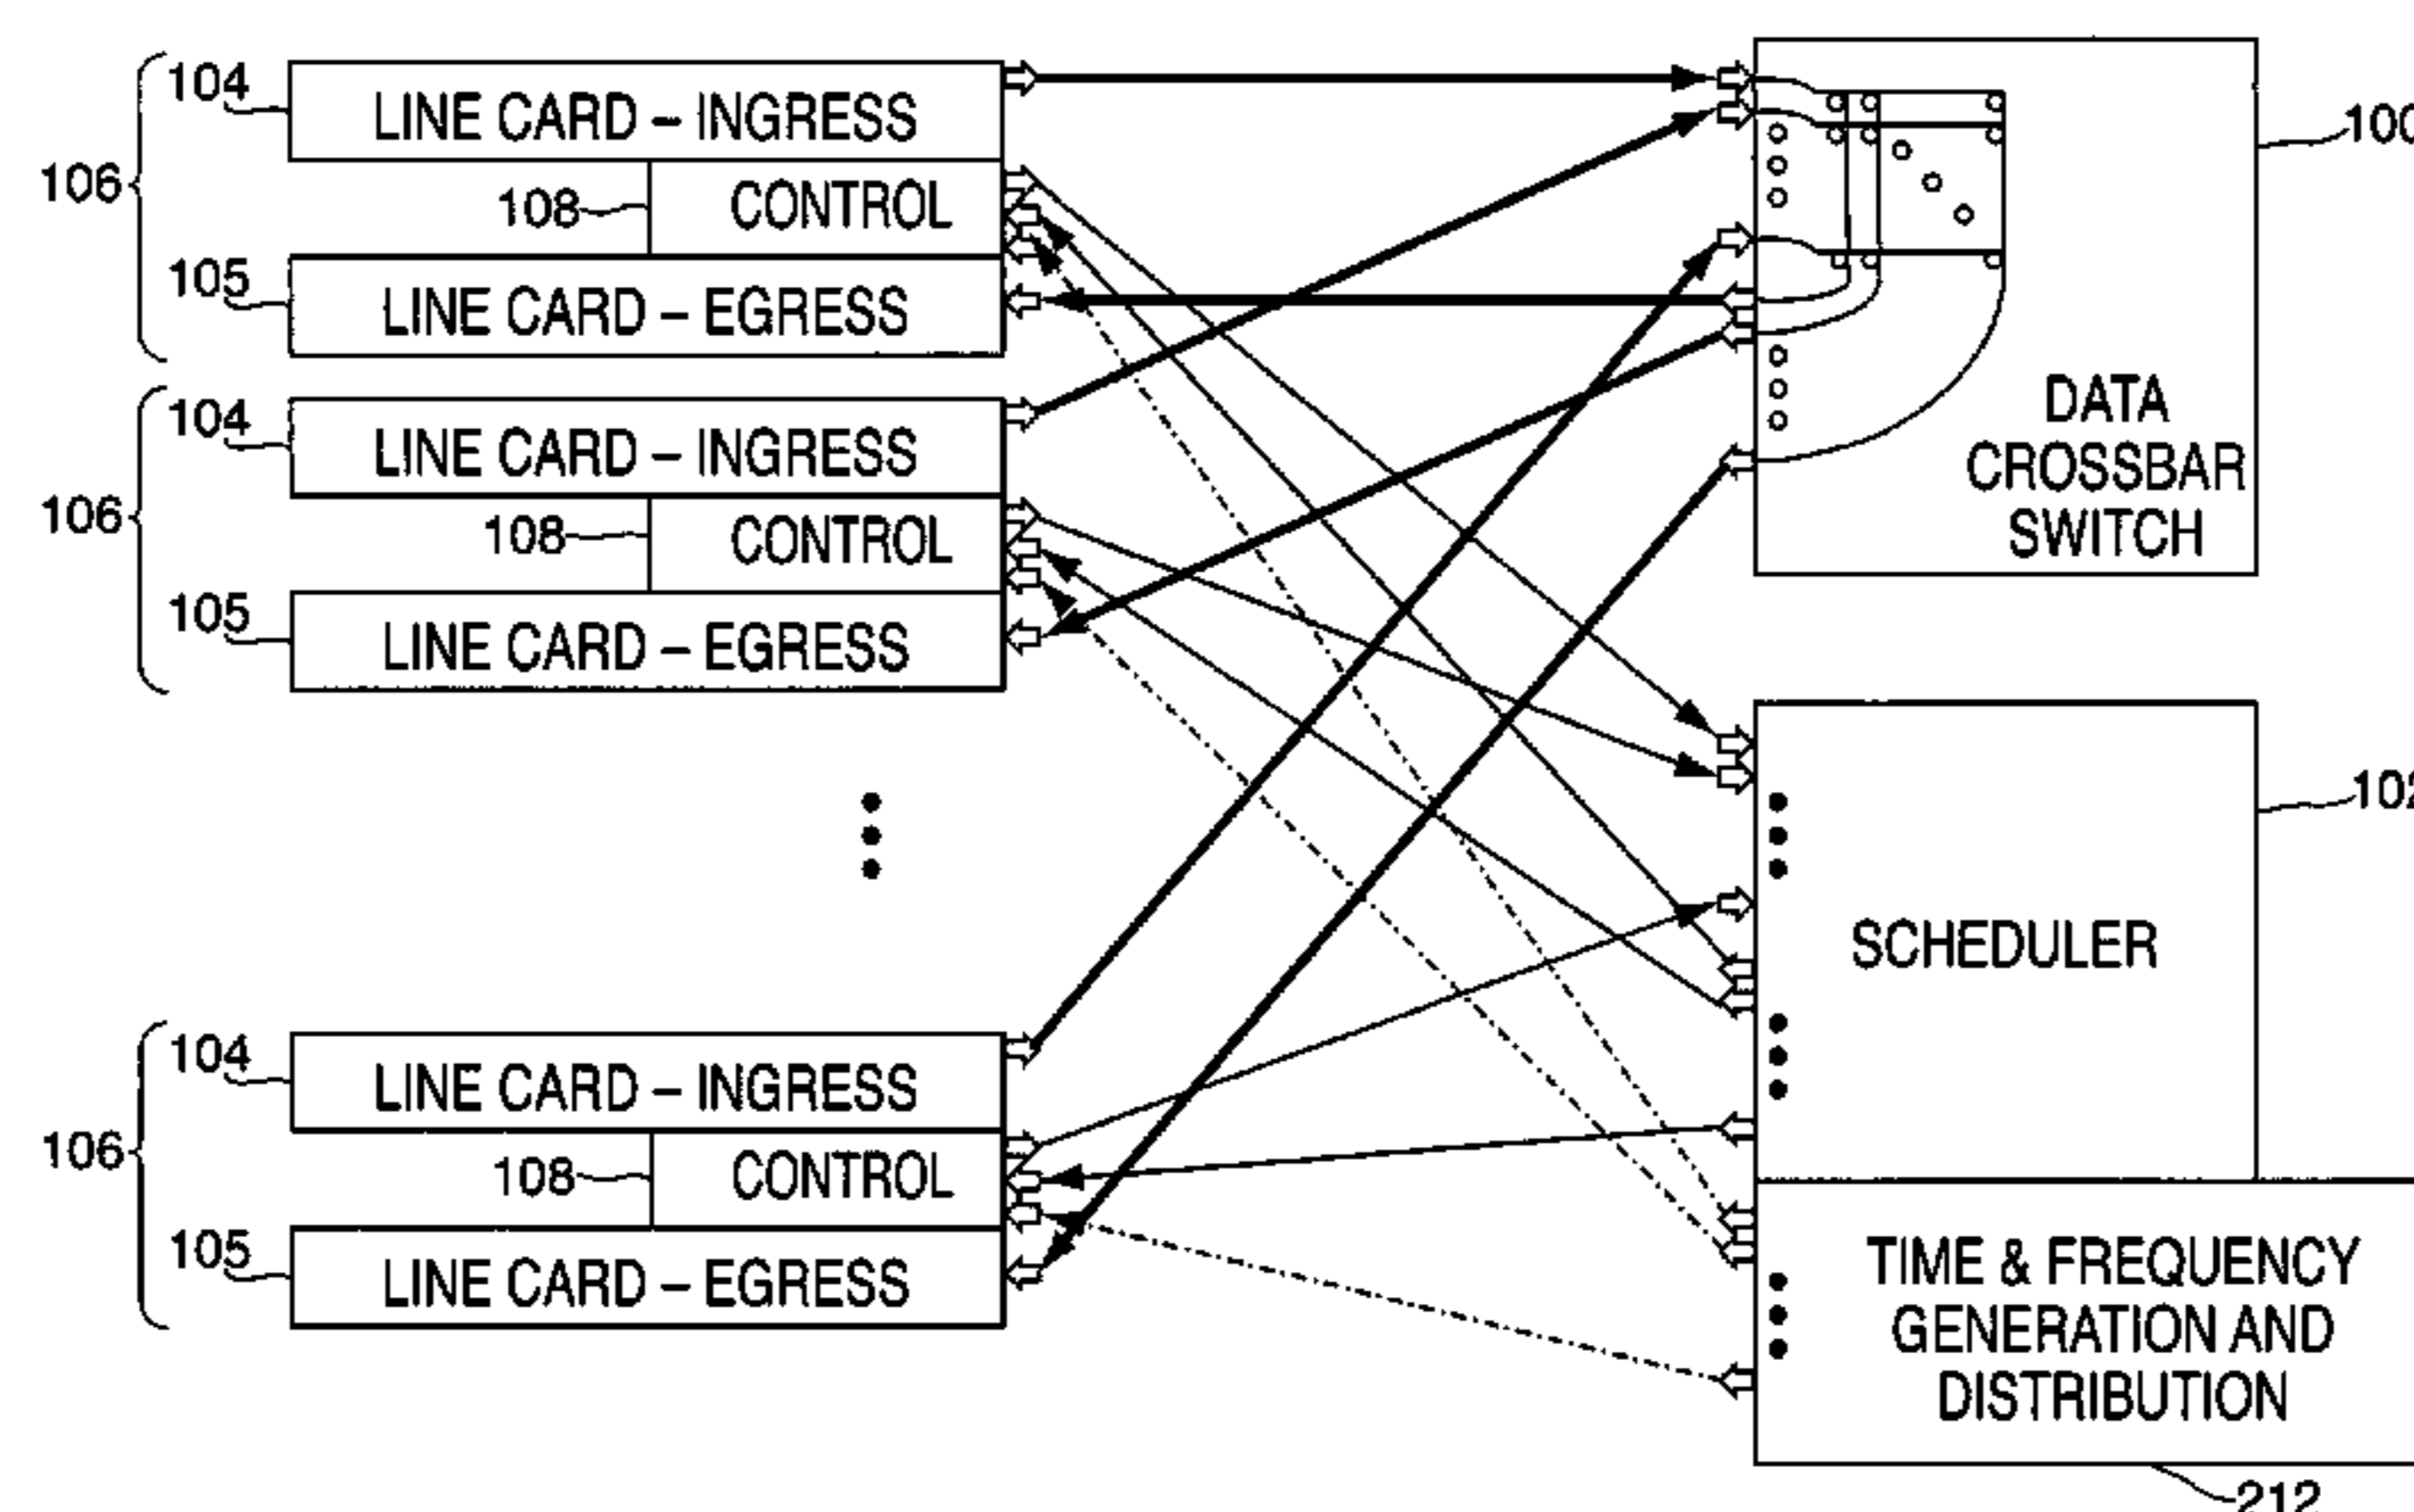 104
LINE CARD – INGRESS
106
108
CONTROL
105
LINE CARD – EGRESS
104
LINE CARD – INGRESS
106
108
CONTROL
105
LINE CARD – EGRESS
104
LINE CARD – INGRESS
106
108
CONTROL
105
LINE CARD – EGRESS
100
DATA
CROSSBAR
SWITCH
102
SCHEDULER
TIME & FREQUENCY
GENERATION AND
DISTRIBUTION
212